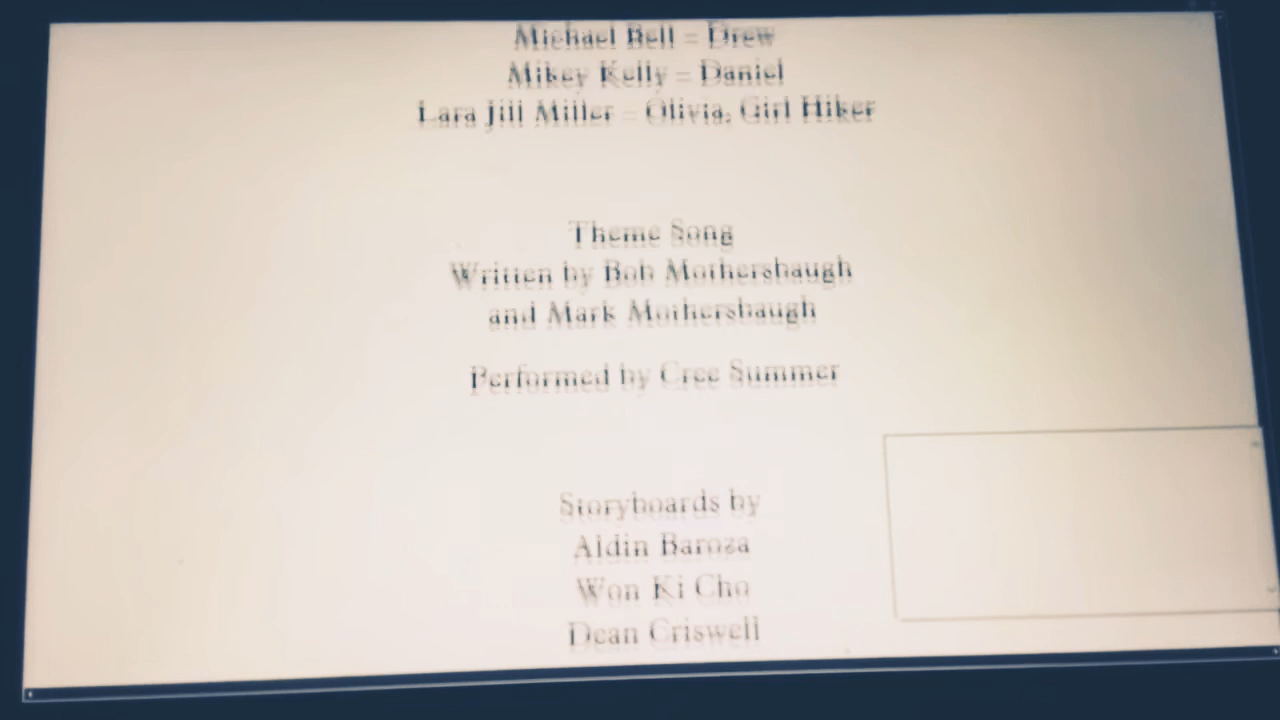 Michael Bell – Drew
Mikey Kelly – Daniel
Lara Jill Miller – Olivia, Girl Hiker
Theme Song
Written by Bob Mothersbaugh
and Mark Mothersbaugh
Performed by Cree Summer
Storyboards by
Aldin Baroza
Won Ki Cho
Dean Criswell